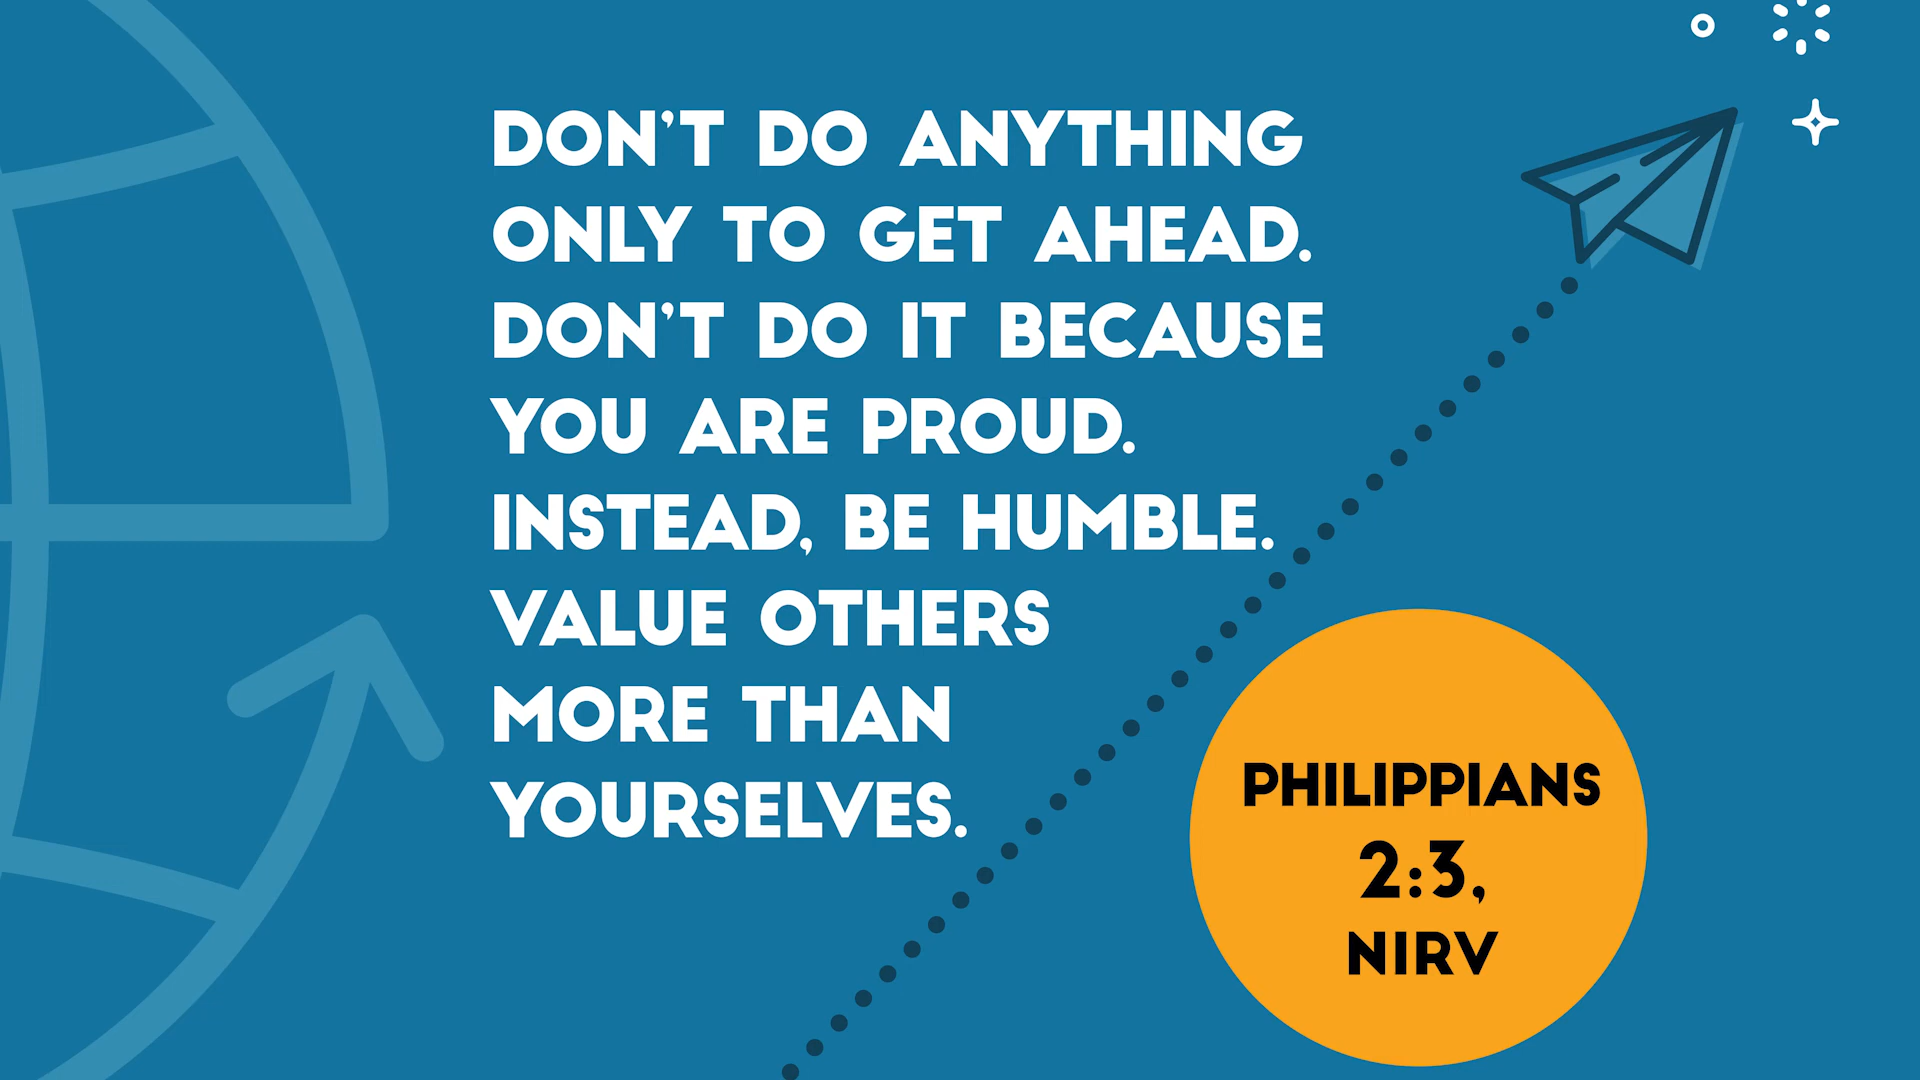 DON'T DO ANYTHING
ONLY TO GET AHEAD.
DON'T DO IT BECAUSE
YOU ARE PROUD.
INSTEAD, BE HUMBLE.
VALUE OTHERS
MORE THAN
YOURSELVES.
PHILIPPIANS
2:3,
NIRV